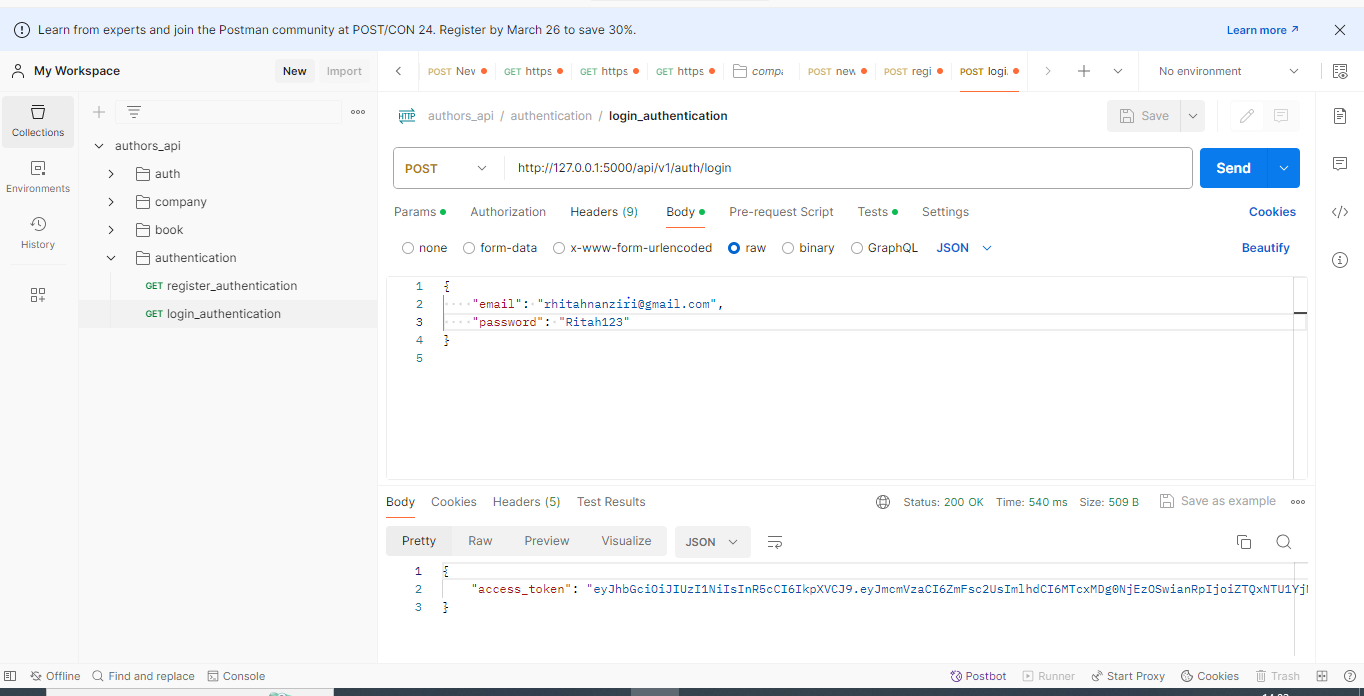 Learn from experts and join the Postman community at POST/CON 24. Register by March 26 to save 30%.
Learn more
My Workspace
New
Import
POST New
GET https
GET https
GET https
compa
POST new
POST regi
POST logi.
No environment
Collections
Environments
History
authors_api
auth
company
book
authentication
GET register_authentication
GET login_authentication
HTTP authors_api / authentication / login_authentication
Save
POST
http://127.0.0.1:5000/api/v1/auth/login
Send
Params
Authorization
Headers (9)
Body
Pre-request Script
Tests
Settings
Cookies
none
form-data
x-www-form-urlencoded
raw
binary
GraphQL
JSON
Beautify
1 {
2 "email": "rhitahnanziri@gmail.com",
3 "password": "Ritah123"
4 }
5
Body
Cookies
Headers (5)
Test Results
Status: 200 OK
Time: 540 ms
Size: 509 B
Save as example
Pretty
Raw
Preview
Visualize
JSON
1 {
2 "access_token": "eyJhbGciOiJIUzI1NiIsInR5cCI6IkpXVCJ9.eyJmcmVzaCI6ZmFsc2UsImlhdCI6MTcxMDg0NjEzOSwianRpIjoiZTQxNTU1Yj
3 }
Offline
Find and replace
Console
Postbot
Runner
Start Proxy
Cookies
Trash